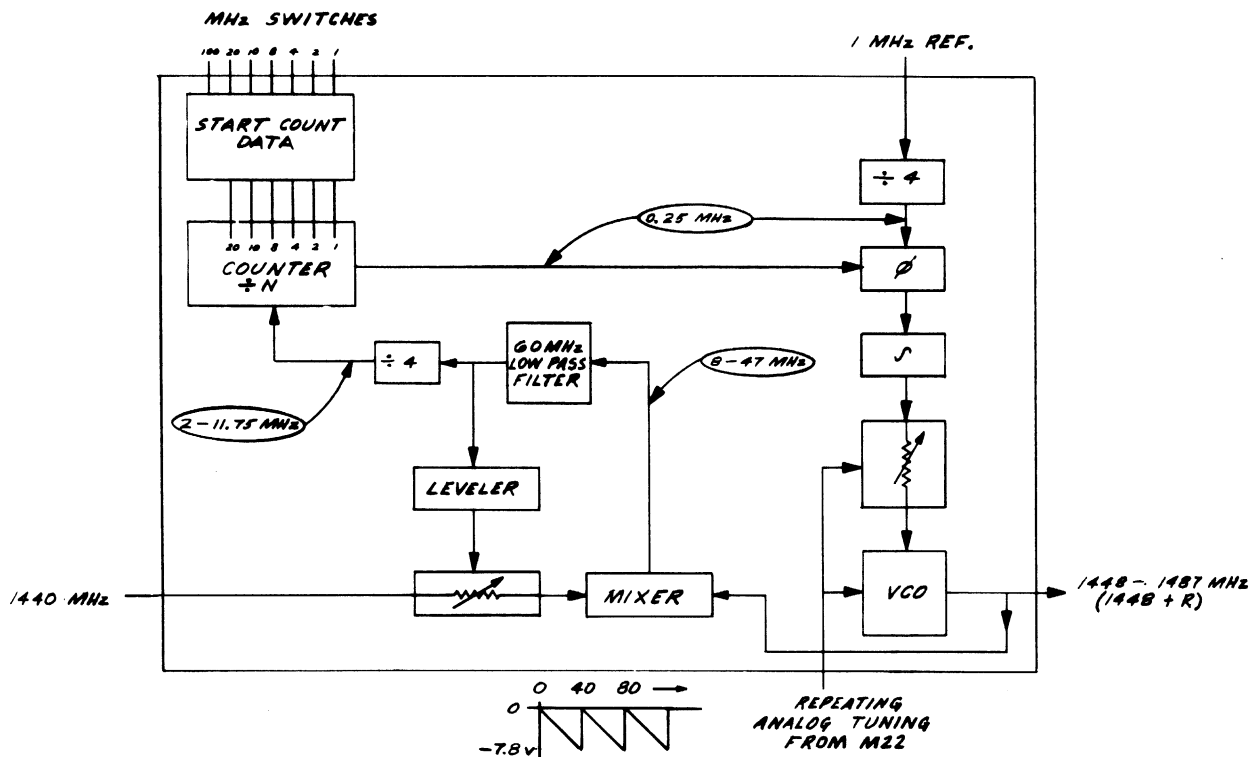 MHz SWITCHES
100 20 10 8 4 2 1
1 MHz REF.
START COUNT
DATA
÷ 4
0.25 MHz
20 10 8 4 2 1
COUNTER
÷ N
φ
∫
÷ 4
60MHz
LOW PASS
FILTER
8-47 MHz
2-11.75 MHz
LEVELER
1440 MHz
MIXER
VCO
1448-1487 MHz
(1448 + R)
0 40 80
0
-7.8v
REPEATING
ANALOG TUNING
FROM M22